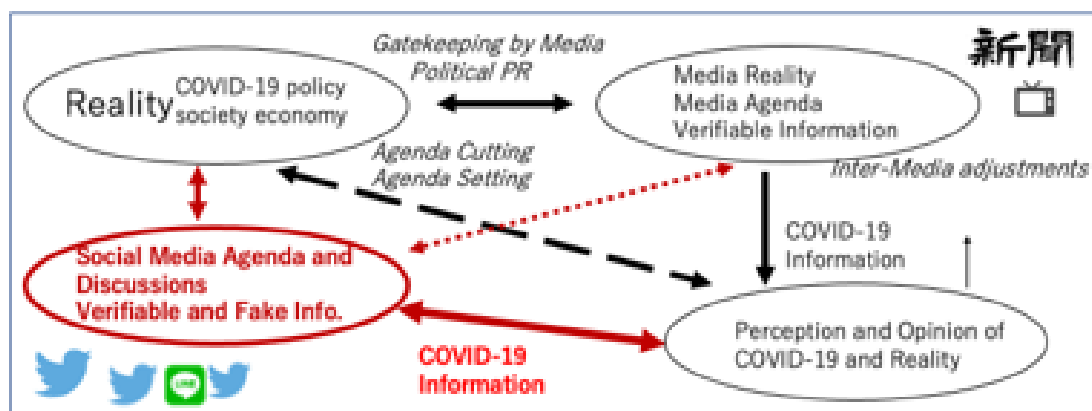 Gatekeeping by Media
Political PR
新聞
Reality
COVID-19 policy
society economy
Media Reality
Media Agenda
Verifiable Information
Agenda Cutting
Agenda Setting
Inter-Media adjustments
Social Media Agenda and
Discussions
Verifiable and Fake Info.
COVID-19
Information
Perception and Opinion of
COVID-19 and Reality
COVID-19
Information
LINE